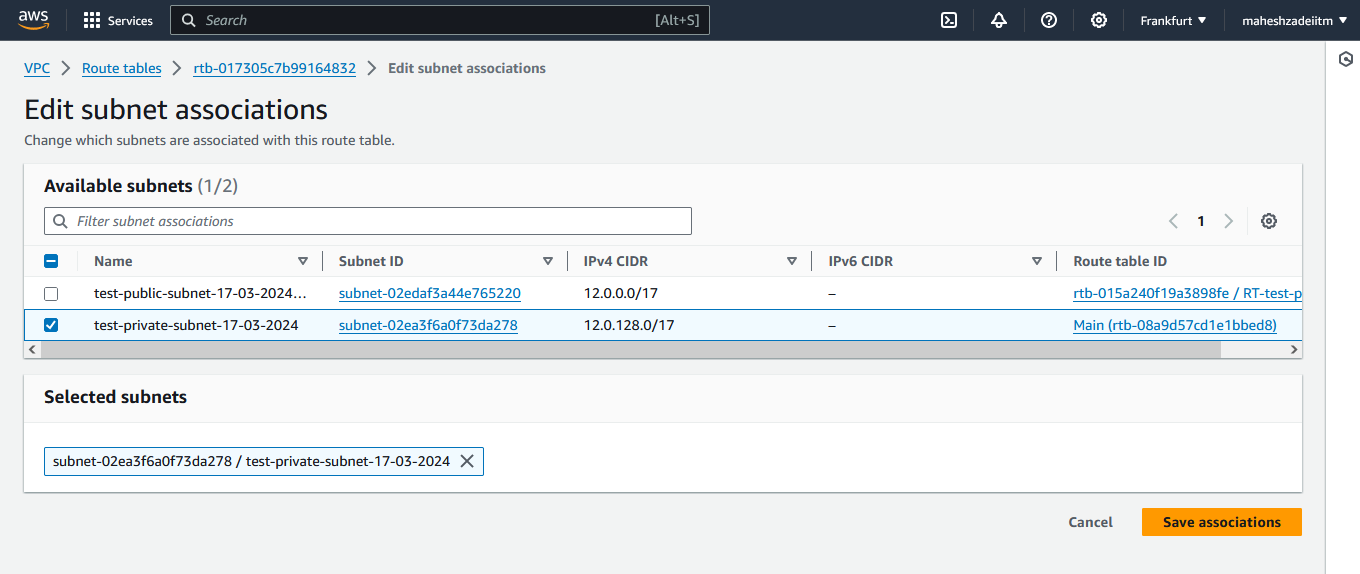 aws Services Search [Alt+S] Frankfurt maheshzadeiitm
VPC Route tables rtb-017305c7b99164832 Edit subnet associations
Edit subnet associations
Change which subnets are associated with this route table.
Available subnets (1/2)
Filter subnet associations 1
Name Subnet ID IPv4 CIDR IPv6 CIDR Route table ID
test-public-subnet-17-03-2024... subnet-02edaf3a44e765220 12.0.0.0/17 – rtb-015a240f19a3898fe / RT-test-p
test-private-subnet-17-03-2024 subnet-02ea3f6a0f73da278 12.0.128.0/17 – Main (rtb-08a9d57cd1e1bbed8)
Selected subnets
subnet-02ea3f6a0f73da278 / test-private-subnet-17-03-2024
Cancel Save associations